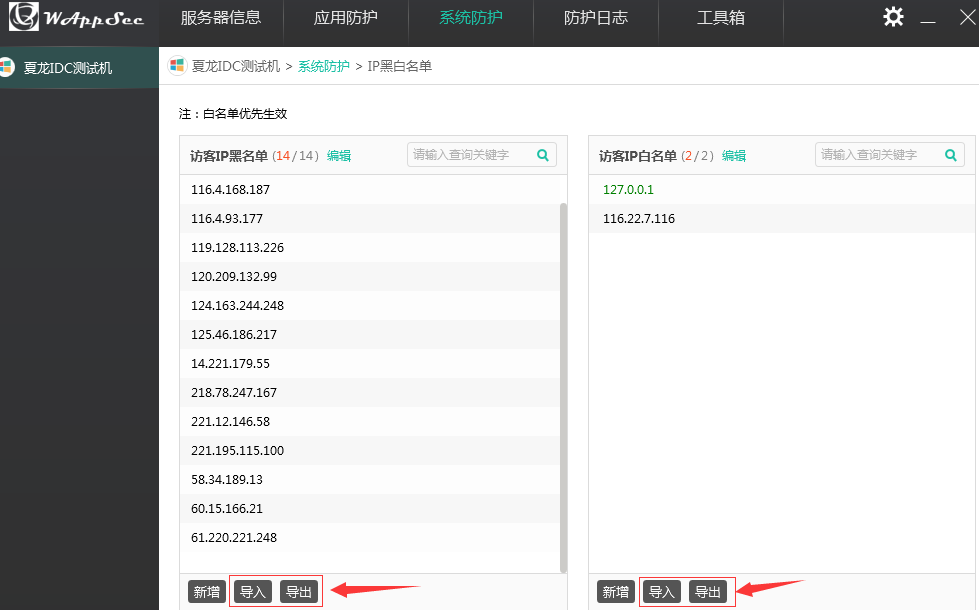 WAppSec 服务器信息 应用防护 系统防护 防护日志 工具箱
夏龙IDC测试机
夏龙IDC测试机 > 系统防护 > IP黑白名单
注：白名单优先生效
访客IP黑名单 (14/14) 编辑 请输入查询关键字
116.4.168.187
116.4.93.177
119.128.113.226
120.209.132.99
124.163.244.248
125.46.186.217
14.221.179.55
218.78.247.167
221.12.146.58
221.195.115.100
58.34.189.13
60.15.166.21
61.220.221.248
新增 导入 导出
访客IP白名单 (2/2) 编辑 请输入查询关键字
127.0.0.1
116.22.7.116
新增 导入 导出